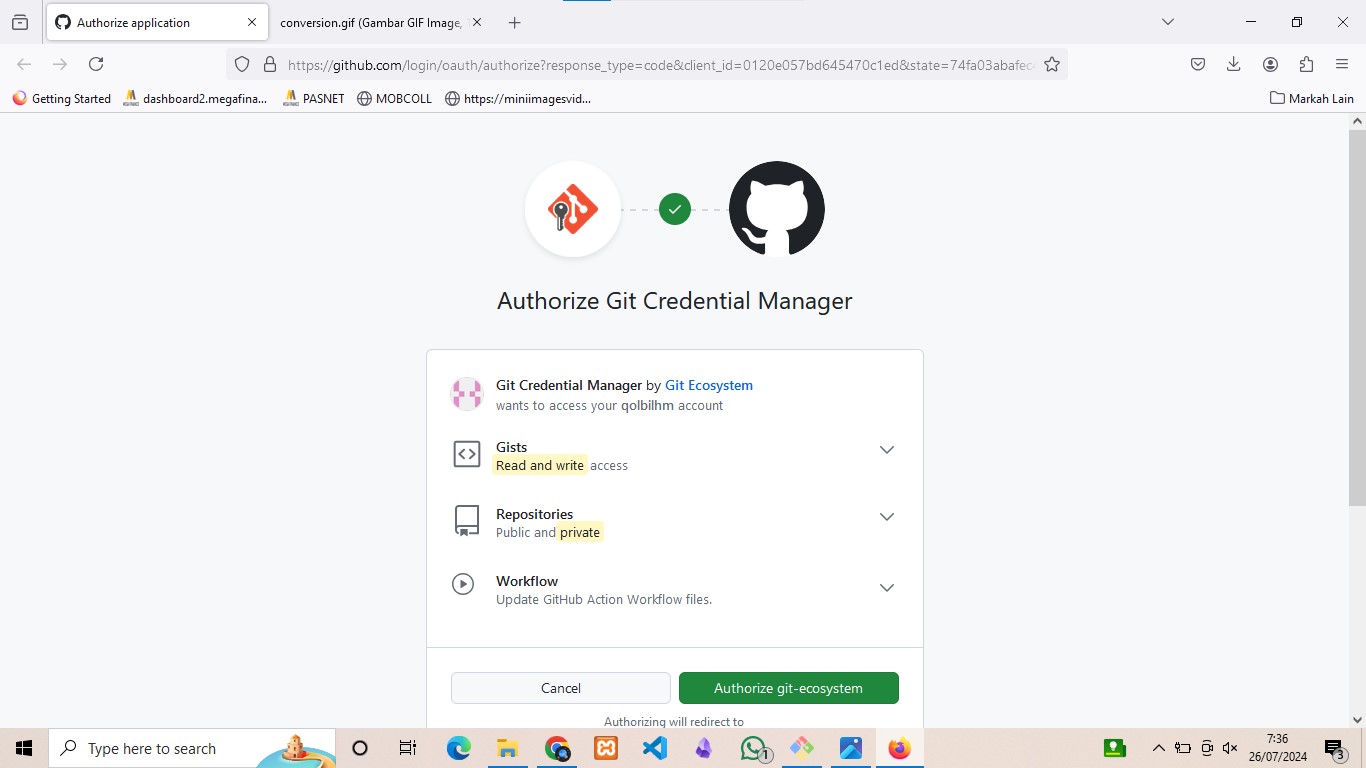 Authorize application
conversion.gif (Gambar GIF Image,
https://github.com/login/oauth/authorize?response_type=code&client_id=0120e057bd645470c1ed&state=74fa03abafec
Getting Started
dashboard2.megafina...
PASNET
MOBCOLL
https://miniimagesvid...
Markah Lain
Authorize Git Credential Manager
Git Credential Manager by Git Ecosystem
wants to access your qolbilhm account
Gists
Read and write access
Repositories
Public and private
Workflow
Update GitHub Action Workflow files.
Cancel
Authorize git-ecosystem
Authorizing will redirect to
Type here to search
1
7:36
26/07/2024
3